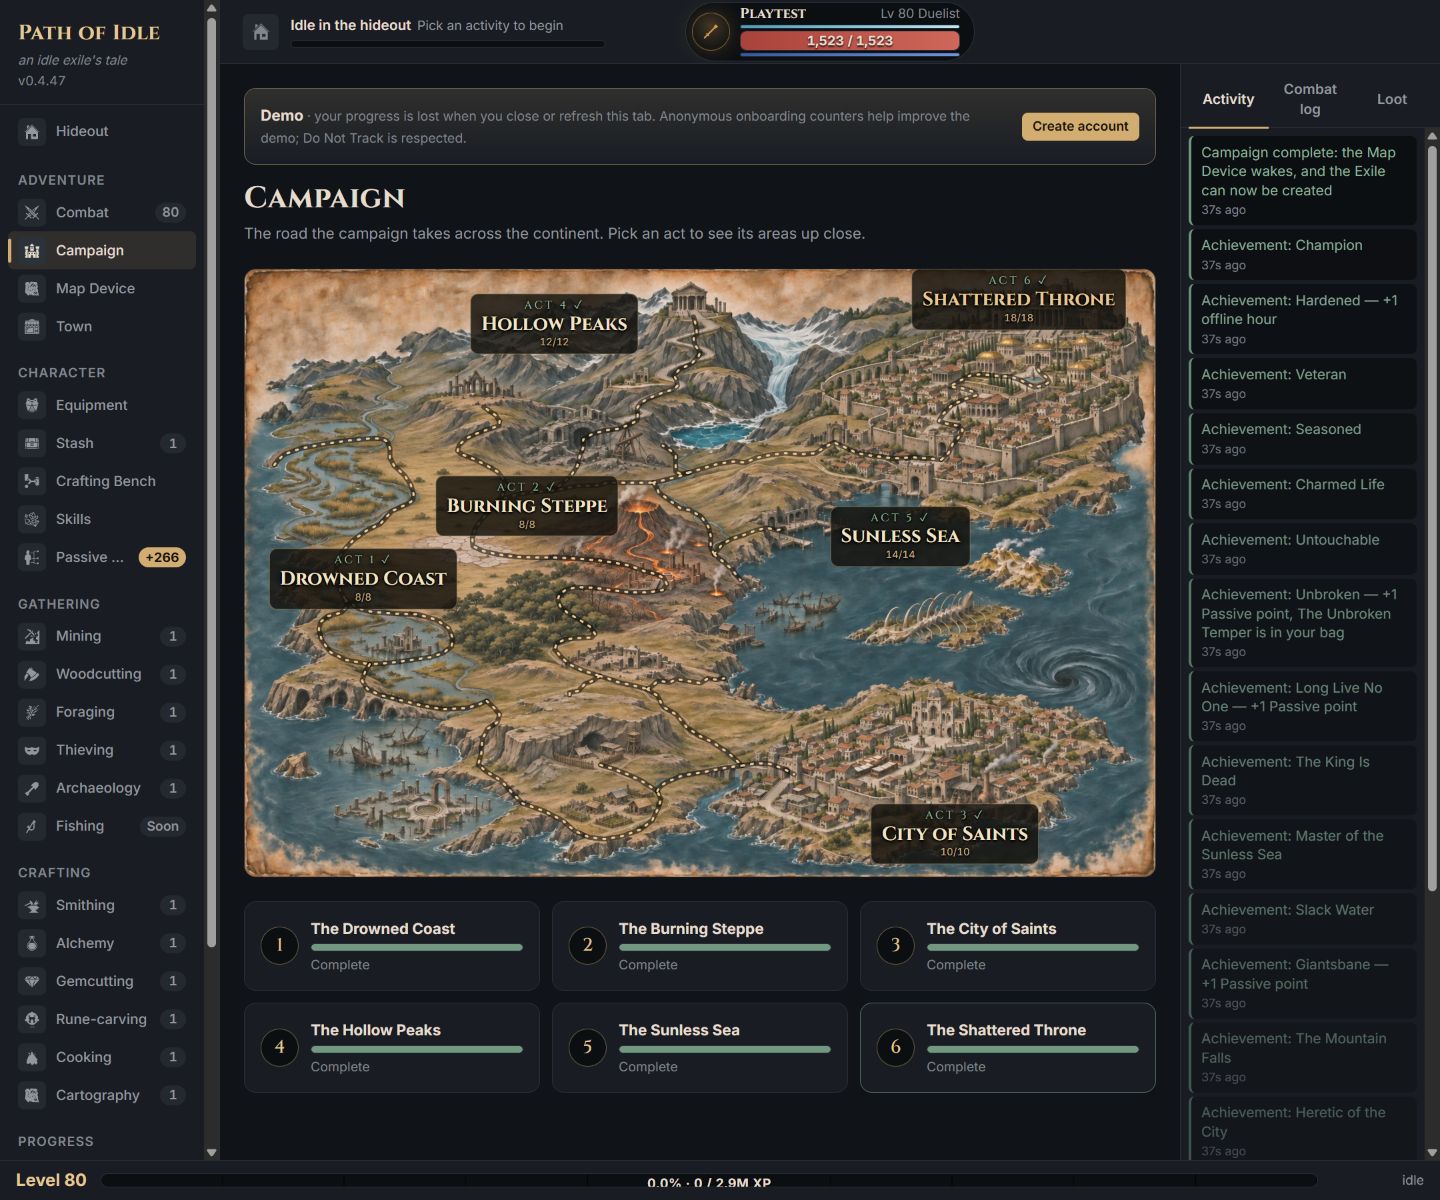 PATH OF IDLE
an idle exile's tale
v0.4.47
Hideout
ADVENTURE
Combat 80
Campaign
Map Device
Town
CHARACTER
Equipment
Stash 1
Crafting Bench
Skills
Passive ... +266
GATHERING
Mining 1
Woodcutting 1
Foraging 1
Thieving 1
Archaeology 1
Fishing Soon
CRAFTING
Smithing 1
Alchemy 1
Gemcutting 1
Rune-carving 1
Cooking 1
Cartography 1
PROGRESS
Idle in the hideout Pick an activity to begin
PLAYTEST Lv 80 Duelist
1,523 / 1,523
Demo · your progress is lost when you close or refresh this tab. Anonymous onboarding counters help improve the
demo; Do Not Track is respected.
Create account
CAMPAIGN
The road the campaign takes across the continent. Pick an act to see its areas up close.
ACT 6 ✓
SHATTERED THRONE
18/18
ACT 4 ✓
HOLLOW PEAKS
12/12
ACT 2 ✓
BURNING STEPPE
8/8
ACT 5 ✓
SUNLESS SEA
14/14
ACT 1 ✓
DROWNED COAST
8/8
ACT 3 ✓
CITY OF SAINTS
10/10
1 The Drowned Coast
Complete
2 The Burning Steppe
Complete
3 The City of Saints
Complete
4 The Hollow Peaks
Complete
5 The Sunless Sea
Complete
6 The Shattered Throne
Complete
Activity
Combat
log
Loot
Campaign complete: the Map
Device wakes, and the Exile
can now be created
37s ago
Achievement: Champion
37s ago
Achievement: Hardened — +1
offline hour
37s ago
Achievement: Veteran
37s ago
Achievement: Seasoned
37s ago
Achievement: Charmed Life
37s ago
Achievement: Untouchable
37s ago
Achievement: Unbroken — +1
Passive point, The Unbroken
Temper is in your bag
37s ago
Achievement: Long Live No
One — +1 Passive point
37s ago
Achievement: The King Is
Dead
37s ago
Achievement: Master of the
Sunless Sea
37s ago
Achievement: Slack Water
37s ago
Achievement: Giantsbane —
+1 Passive point
37s ago
Achievement: The Mountain
Falls
37s ago
Achievement: Heretic of the
City
37s ago
Level 80
0.0% · 0 / 2.9M XP
idle